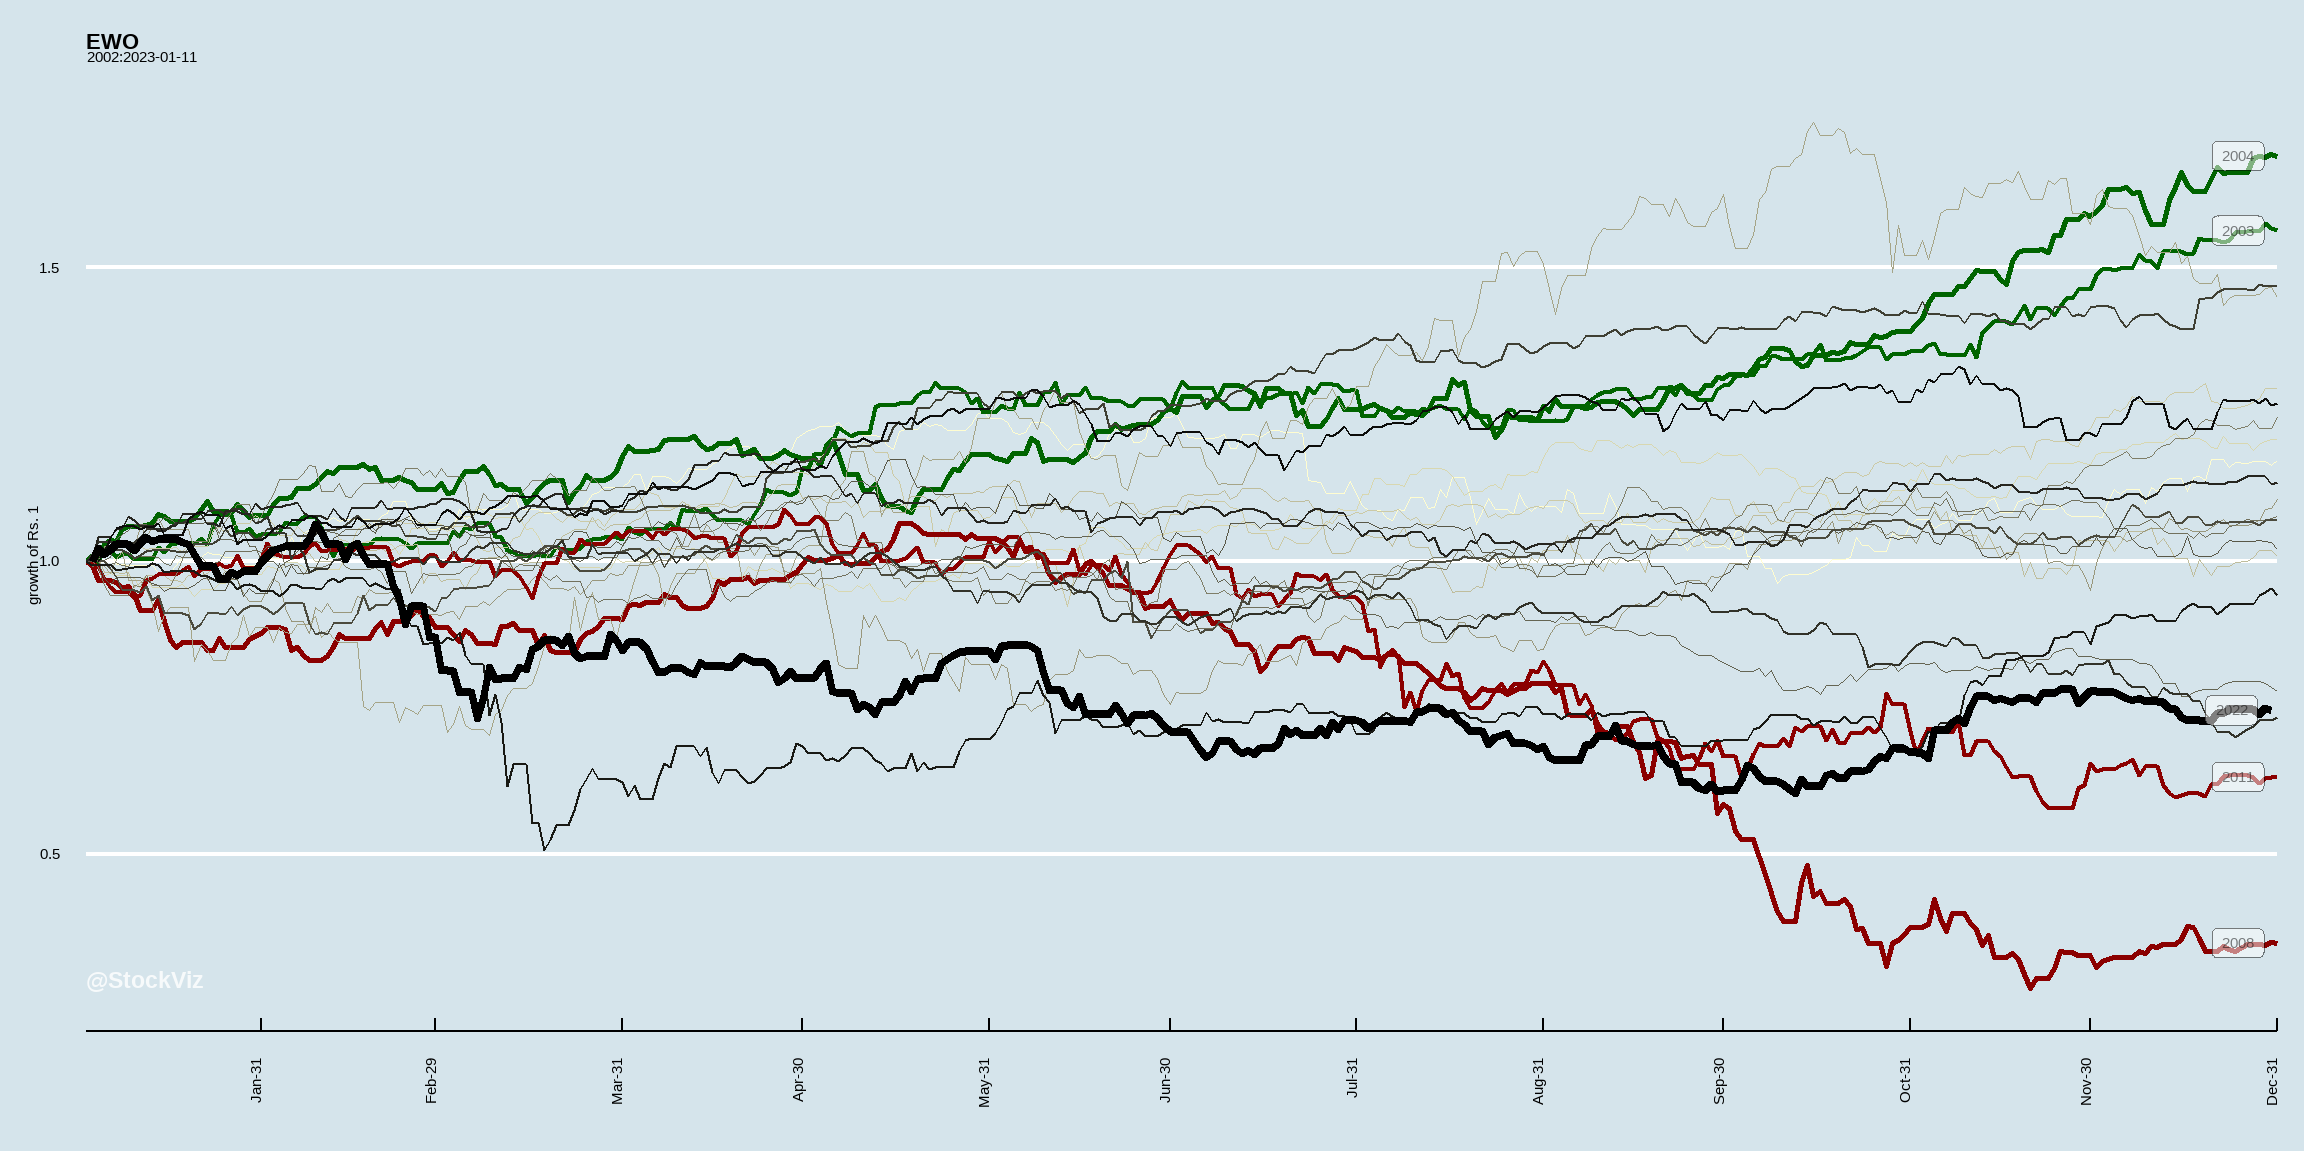 EWO
2002:2023-01-11
2004
2003
1.5
growth of Rs. 1
1.0
2022
2011
0.5
2008
@StockViz
Jan-31
Feb-29
Mar-31
Apr-30
May-31
Jun-30
Jul-31
Aug-31
Sep-30
Oct-31
Nov-30
Dec-31